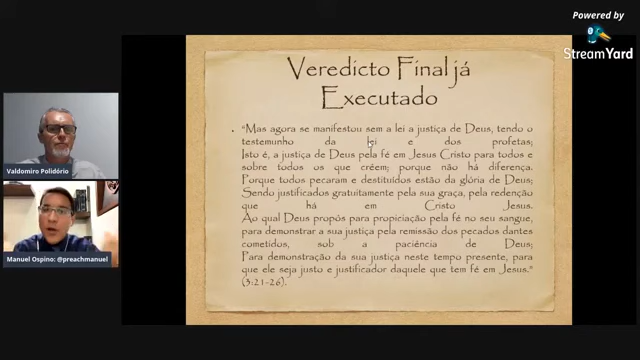 Powered by
StreamYard
Veredicto Final já
Executado
• "Mas agora se manifestou sem a lei a justiça de Deus, tendo o
testemunho da lei e dos profetas;
Isto é, a justiça de Deus pela fé em Jesus Cristo para todos e
sobre todos os que crêem; porque não há diferença.
Porque todos pecaram e destituídos estão da glória de Deus;
Sendo justificados gratuitamente pela sua graça, pela redenção
que há em Cristo Jesus.
Ao qual Deus propôs para propiciação pela fé no seu sangue,
para demonstrar a sua justiça pela remissão dos pecados dantes
cometidos, sob a paciência de Deus;
Para demonstração da sua justiça neste tempo presente, para
que ele seja justo e justificador daquele que tem fé em Jesus."
(3:21-26).
Valdomiro Polidório
Manuel Ospino: @preachmanuel